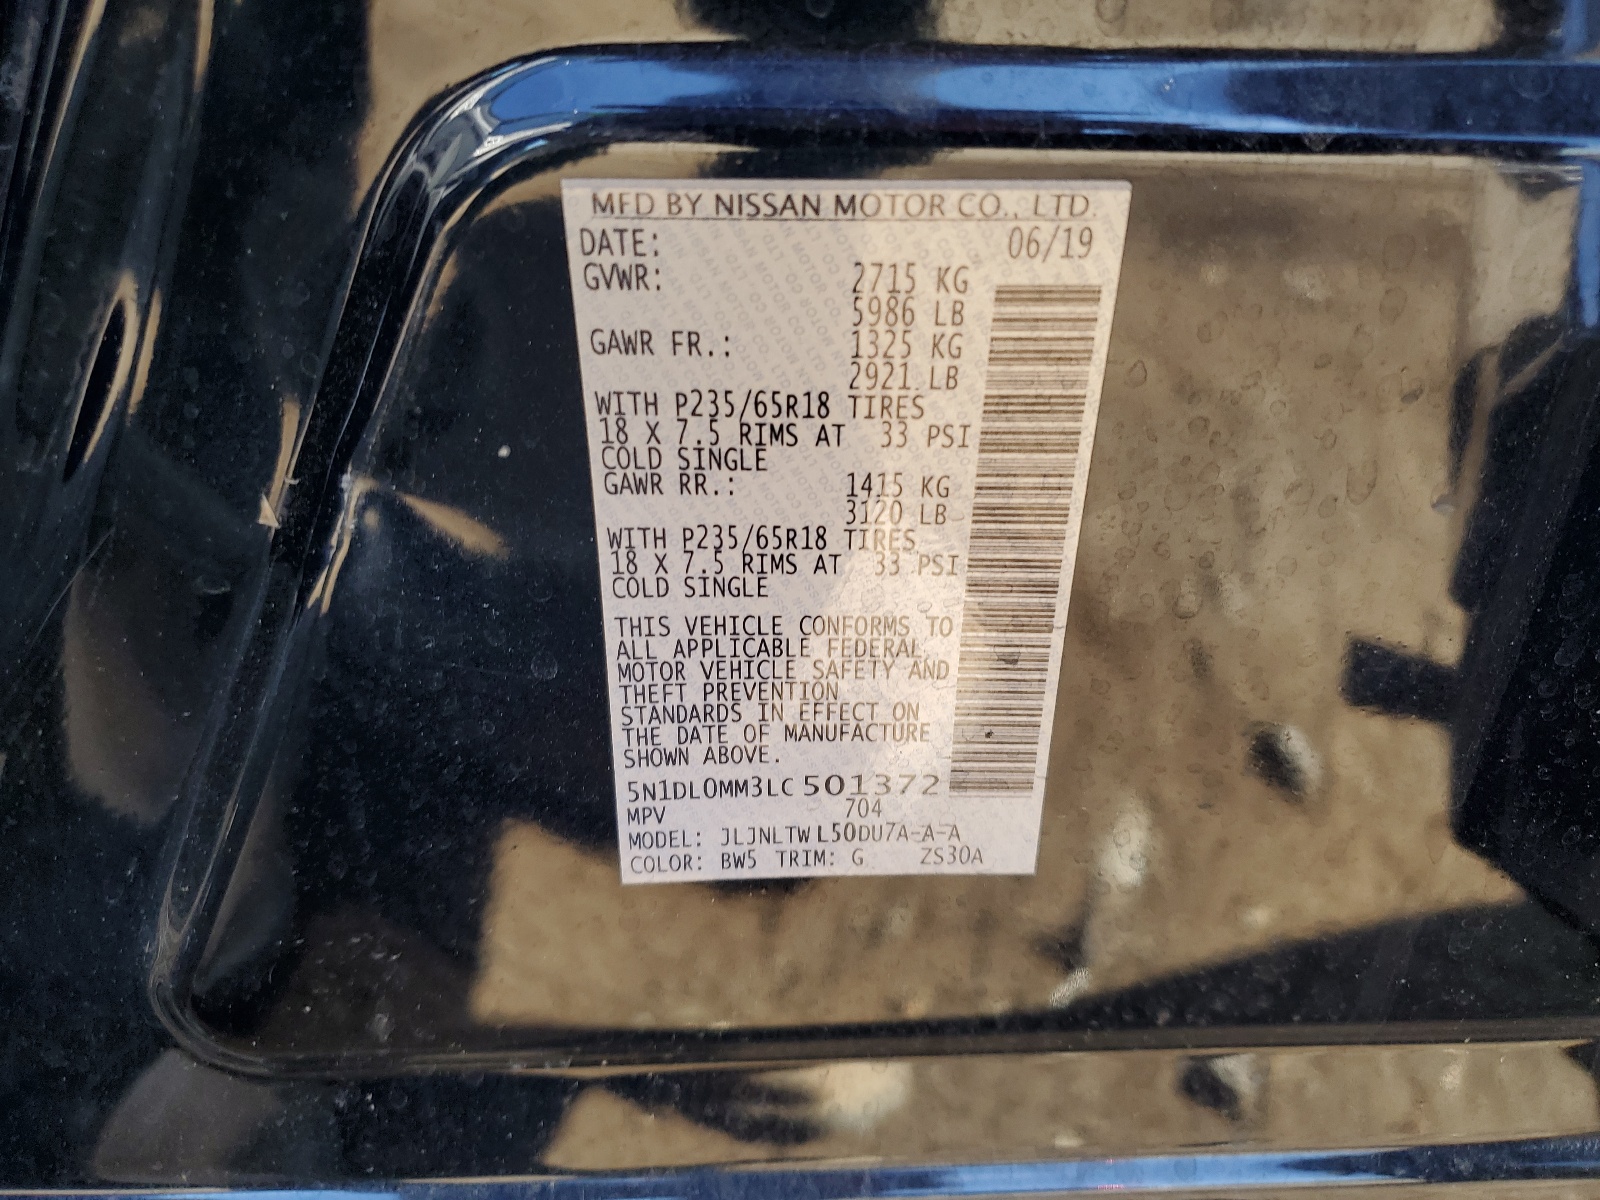 MFD BY NISSAN MOTOR CO., LTD.
DATE: 06/19
GVWR: 2715 KG
5986 LB
GAWR FR.: 1325 KG
2921 LB
WITH P235/65R18 TIRES
18 X 7.5 RIMS AT 33 PSI
COLD SINGLE
GAWR RR.: 1415 KG
3120 LB
WITH P235/65R18 TIRES
18 X 7.5 RIMS AT 33 PSI
COLD SINGLE
THIS VEHICLE CONFORMS TO
ALL APPLICABLE FEDERAL
MOTOR VEHICLE SAFETY AND
THEFT PREVENTION
STANDARDS IN EFFECT ON
THE DATE OF MANUFACTURE
SHOWN ABOVE.
5N1DL0MM3LC 501372
MPV 704
MODEL: JLJNLTW L50DU7A-A-A
COLOR: BW5 TRIM: G ZS30A